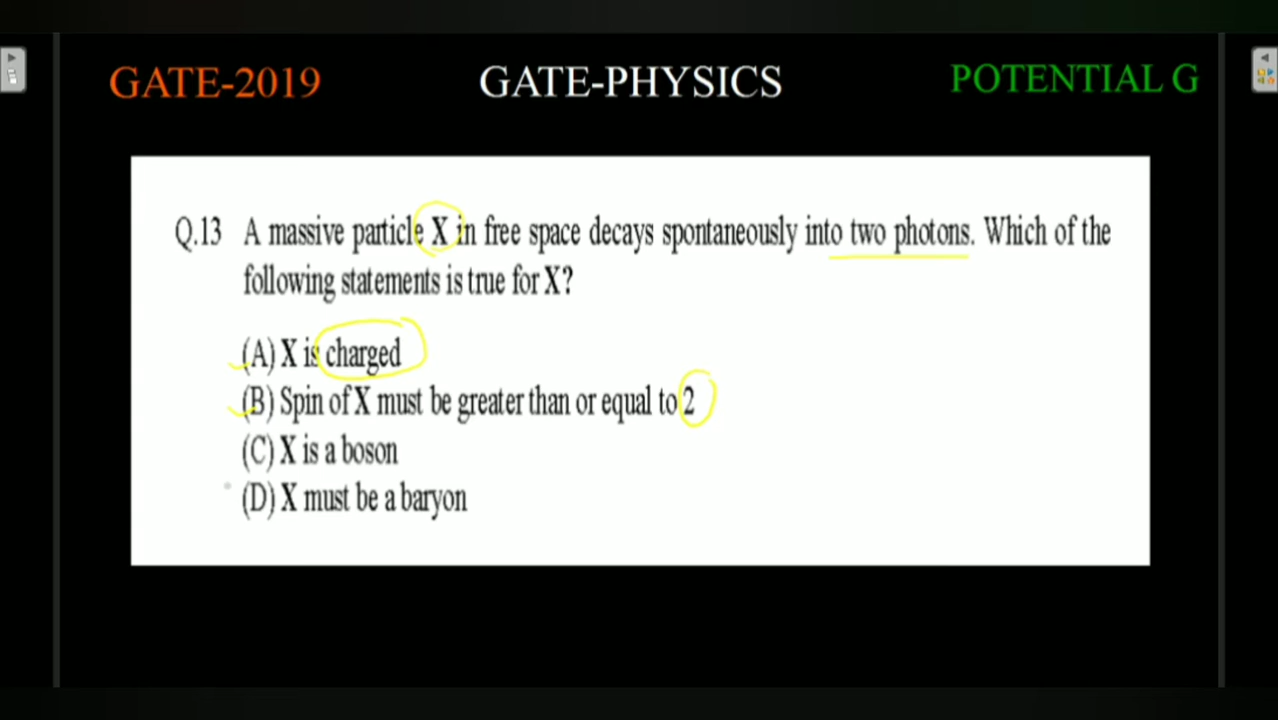 GATE-2019 GATE-PHYSICS POTENTIAL G
Q.13 A massive particle X in free space decays spontaneously into two photons. Which of the
following statements is true for X?
(A) X is charged
(B) Spin of X must be greater than or equal to 2
(C) X is a boson
(D) X must be a baryon